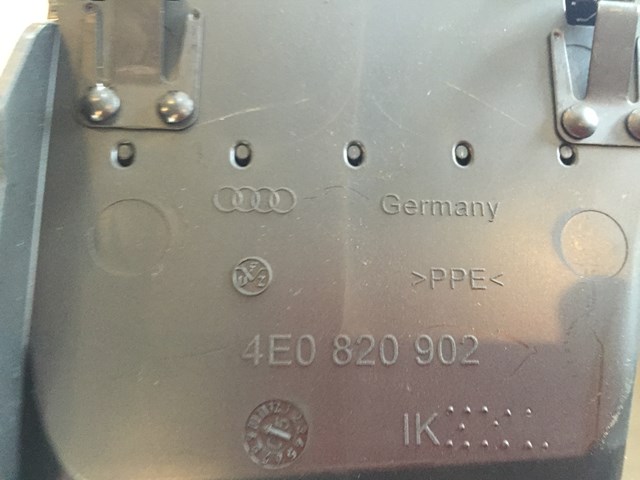 Germany
>PPE<
4E0 820 902
IK